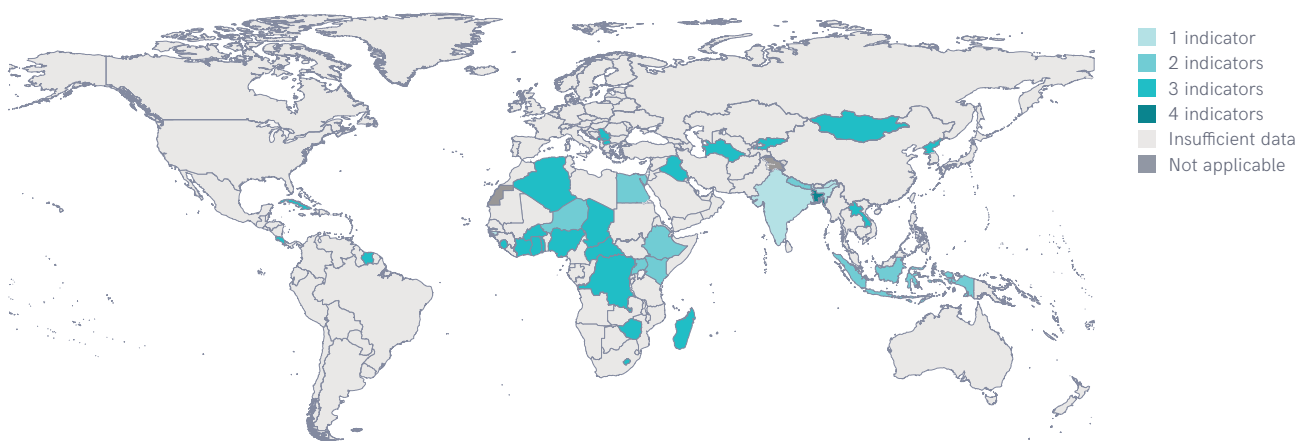 1 indicator
2 indicators
3 indicators
4 indicators
Insufficient data
Not applicable